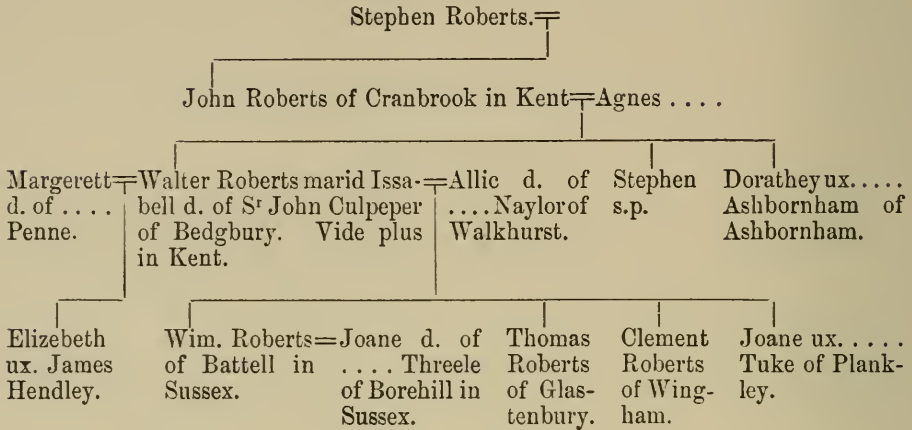 Stephen Roberts.
John Roberts of Cranbrook in Kent=Agnes . . . .
Margerett=
d. of . . . .
Penne.
Walter Roberts marid Issa-
bell d. of Sʳ John Culpeper
of Bedgbury. Vide plus
in Kent.
=Allic d. of
. . . . Naylor of
Walkhurst.
Stephen
s.p.
Dorathey ux. . . . .
Ashbornham of
Ashbornham.
Elizebeth
ux. James
Hendley.
Wim. Roberts=
of Battell in
Sussex.
Joane d. of
. . . . Threele
of Borehill in
Sussex.
Thomas
Roberts
of Glas-
tenbury.
Clement
Roberts
of Wing-
ham.
Joane ux. . . . .
Tuke of Plank-
ley.